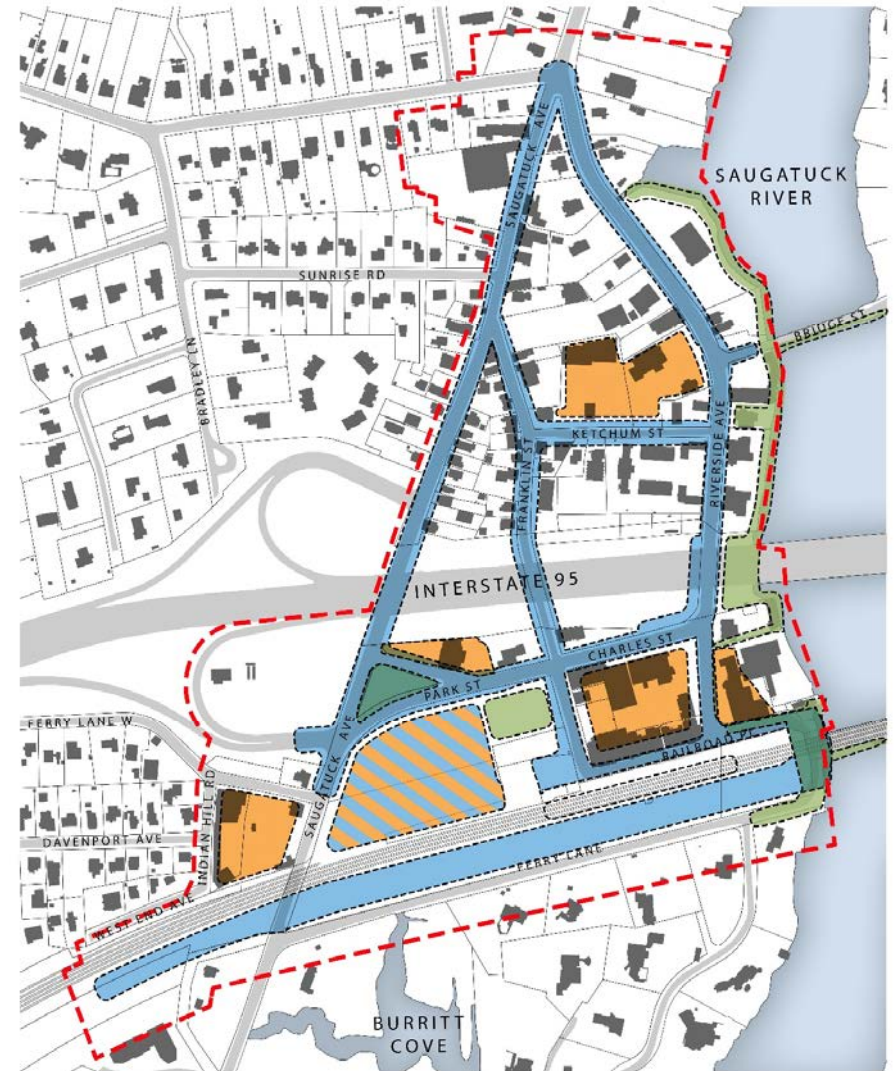 SAUGATUCK AVE
SAUGATUCK
RIVER
SUNRISE RD
BRIDGE ST
BRADLEY LN
KETCHUM ST
FRANKLIN ST
RIVERSIDE AVE
INTERSTATE 95
CHARLES ST
PARK ST
FERRY LANE W
RAILROAD PL
SAUGATUCK AVE
INDIAN HILL RD
DAVENPORT AVE
FERRY LANE
WEST END AVE
BURRITT
COVE